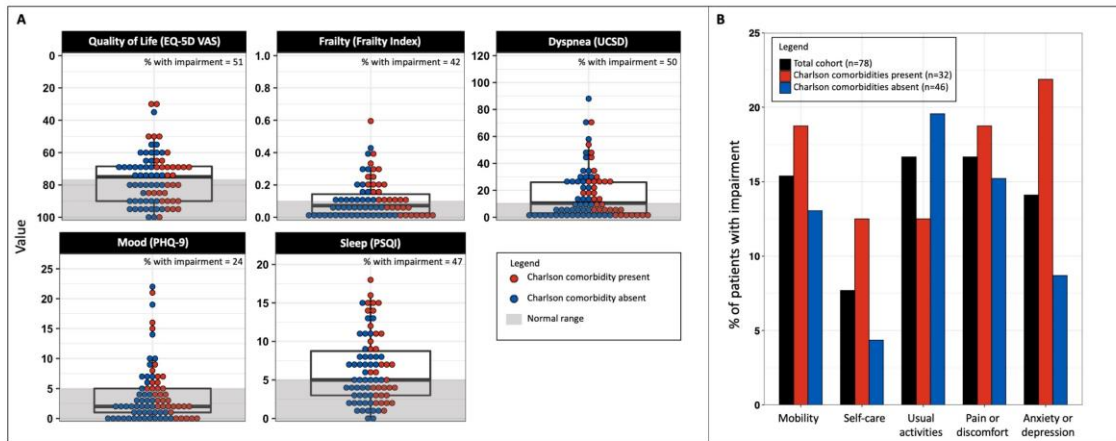 A
Quality of Life (EQ-5D VAS)
% with impairment = 51
0
25
50
75
100
Frailty (Frailty Index)
% with impairment = 42
1.0
0.8
0.6
0.4
0.2
0.0
Dyspnea (UCSD)
% with impairment = 50
120
100
80
60
40
20
0
Value
Mood (PHQ-9)
% with impairment = 24
25
20
15
10
5
0
Sleep (PSQI)
% with impairment = 47
20
15
10
5
0
Legend
Charlson comorbidity present
Charlson comorbidity absent
Normal range
B
% of patients with impairment
25
20
15
10
5
0
Legend
Total cohort (n=78)
Charlson comorbidities present (n=32)
Charlson comorbidities absent (n=46)
Mobility
Self-care
Usual
activities
Pain or
discomfort
Anxiety or
depression